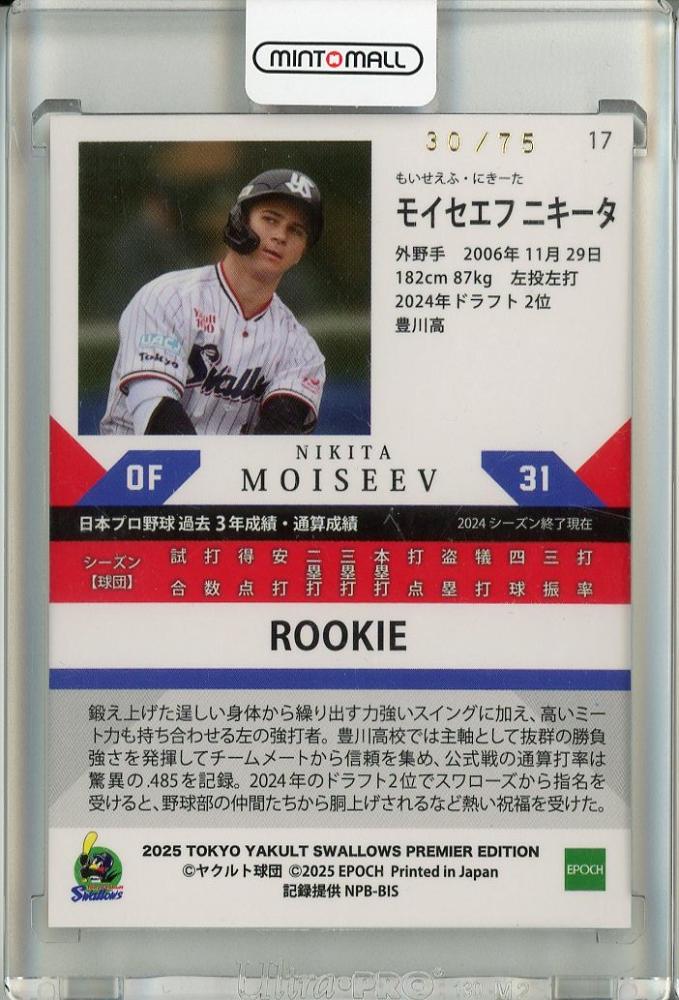 MINTMALL
30/75
17
もいせえふ・にきーた
モイセエフ ニキータ
外野手 2006年 11月 29日
182cm 87kg 左投左打
2024年ドラフト 2位
豊川高
Yakult
100
UACJ
Tokyo
Swallows
NIKITA
MOISEEV
OF
31
日本プロ野球 過去 3 年成績・通算成績
2024 シーズン終了現在
シーズン【球団】 試合 打数 得点 安打 二塁打 三塁打 本塁打 打点 盗塁 犠打 四球 三振 打率
ROOKIE
鍛え上げた逞しい身体から繰り出す力強いスイングに加え、高いミー
ト力も持ち合わせる左の強打者。豊川高校では主軸として抜群の勝負
強さを発揮してチームメートから信頼を集め、公式戦の通算打率は
驚異の.485を記録。2024年のドラフト2位でスワローズから指名を
受けると、野球部の仲間たちから胴上げされるなど熱い祝福を受けた。
2025 TOKYO YAKULT SWALLOWS PREMIER EDITION
©ヤクルト球団 ©2025 EPOCH Printed in Japan
記録提供 NPB-BIS
Swallows
EPOCH
Ultra·PRO